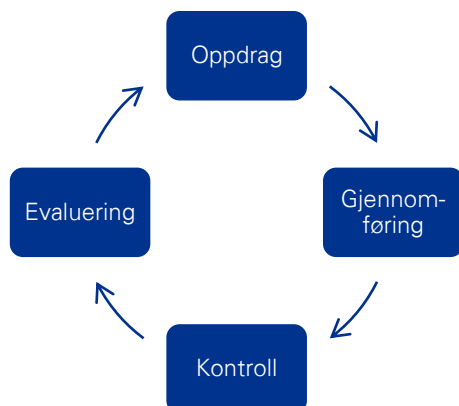 Oppdrag
Gjennom-
føring
Kontroll
Evaluering